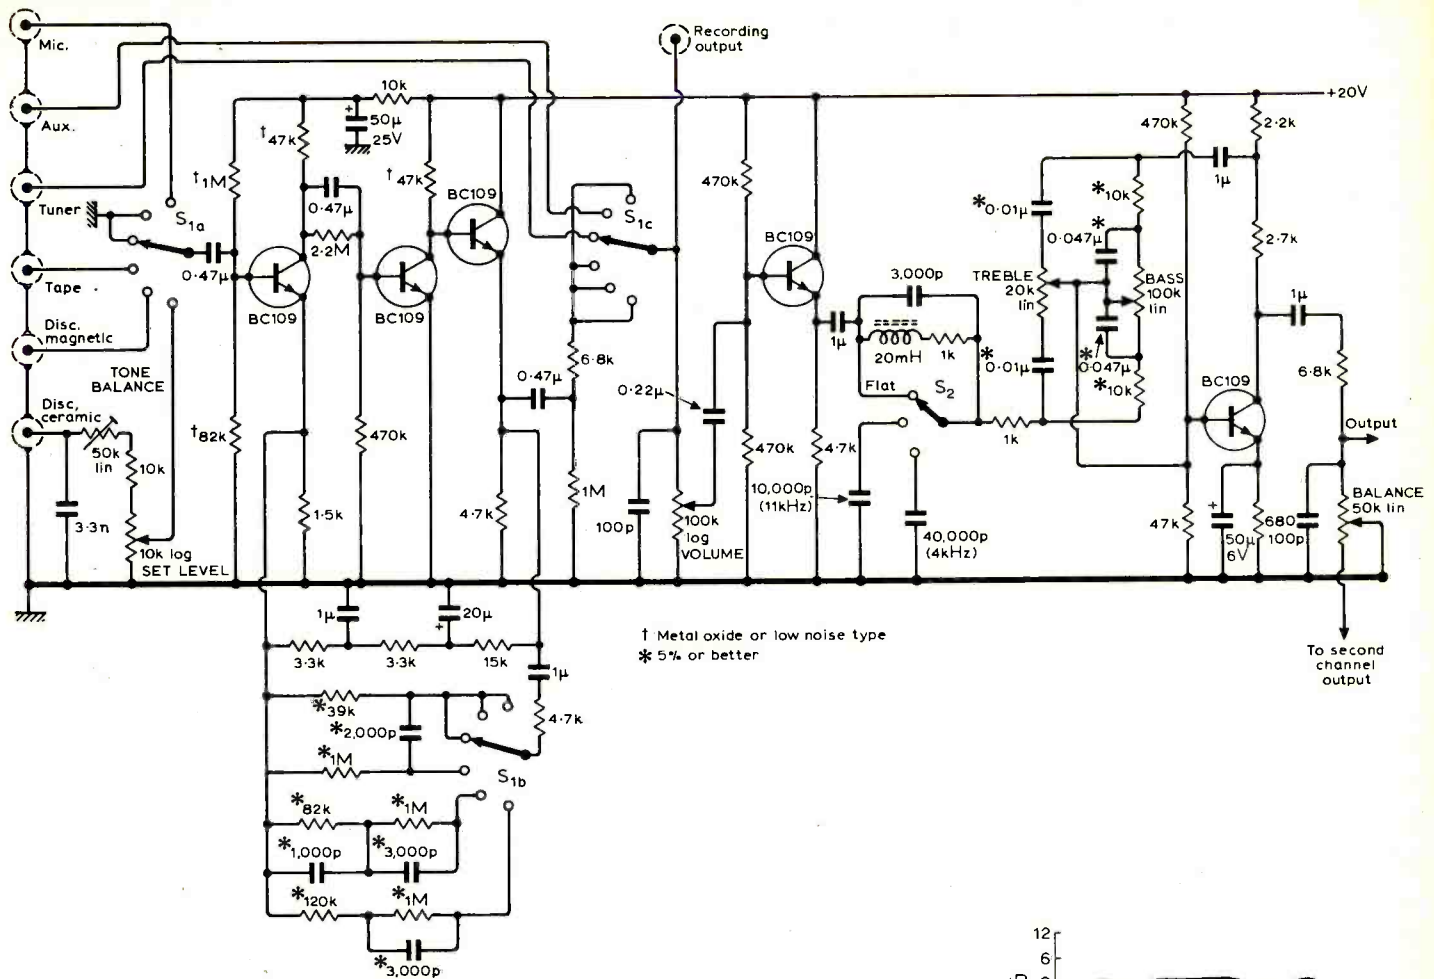 Mic.
Aux.
Tuner
Tape
Disc.
magnetic
TONE
BALANCE
Disc,
ceramic
50k
lin
10k
3·3n
10k log
SET LEVEL
S1a
0·47μ
†1M
†82k
†47k
50μ
25V
10k
0·47μ
2·2M
BC109
1·5k
470k
†47k
BC109
BC109
4·7k
0·47μ
6·8k
1M
S1c
Recording
output
100p
100k
log
VOLUME
0·22μ
470k
470k
BC109
4·7k
1μ
3,000p
20mH
1k
Flat
S2
10,000p
(11kHz)
40,000p
(4kHz)
1k
*0·01μ
TREBLE
20k
lin
*
0·01μ
*10k
*
0·047μ
BASS
100k
lin
*
0·047μ
*10k
1μ
470k
2·2k
+20V
2·7k
BC109
47k
50μ
6V
680
100p
1μ
6·8k
Output
BALANCE
50k lin
To second
channel
output
1μ
20μ
3·3k
3·3k
15k
1μ
4·7k
*39k
*2,000p
*1M
S1b
*82k
*1M
*1,000p
*3,000p
*120k
*1M
*3,000p
† Metal oxide or low noise type
* 5% or better
12
6